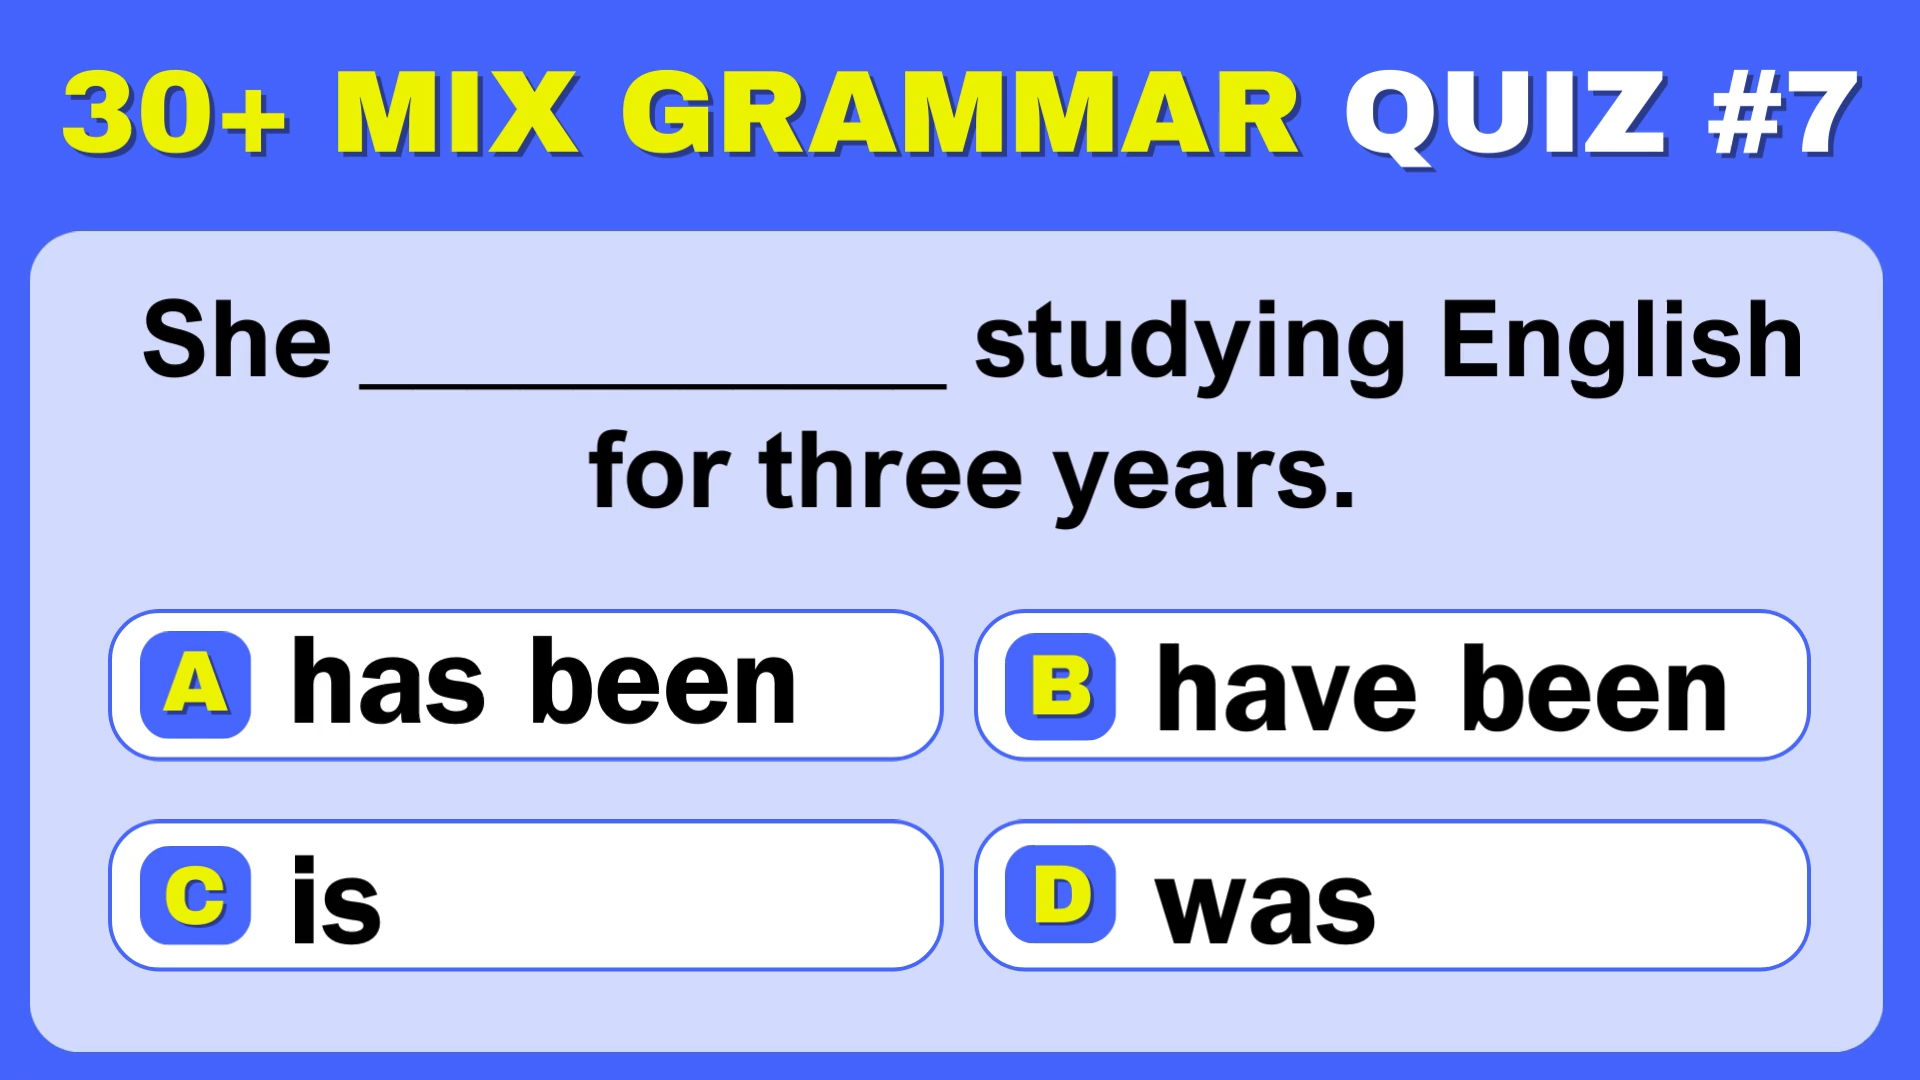 30+ MIX GRAMMAR QUIZ #7
She ___________ studying English
for three years.
A has been
B have been
C is
D was